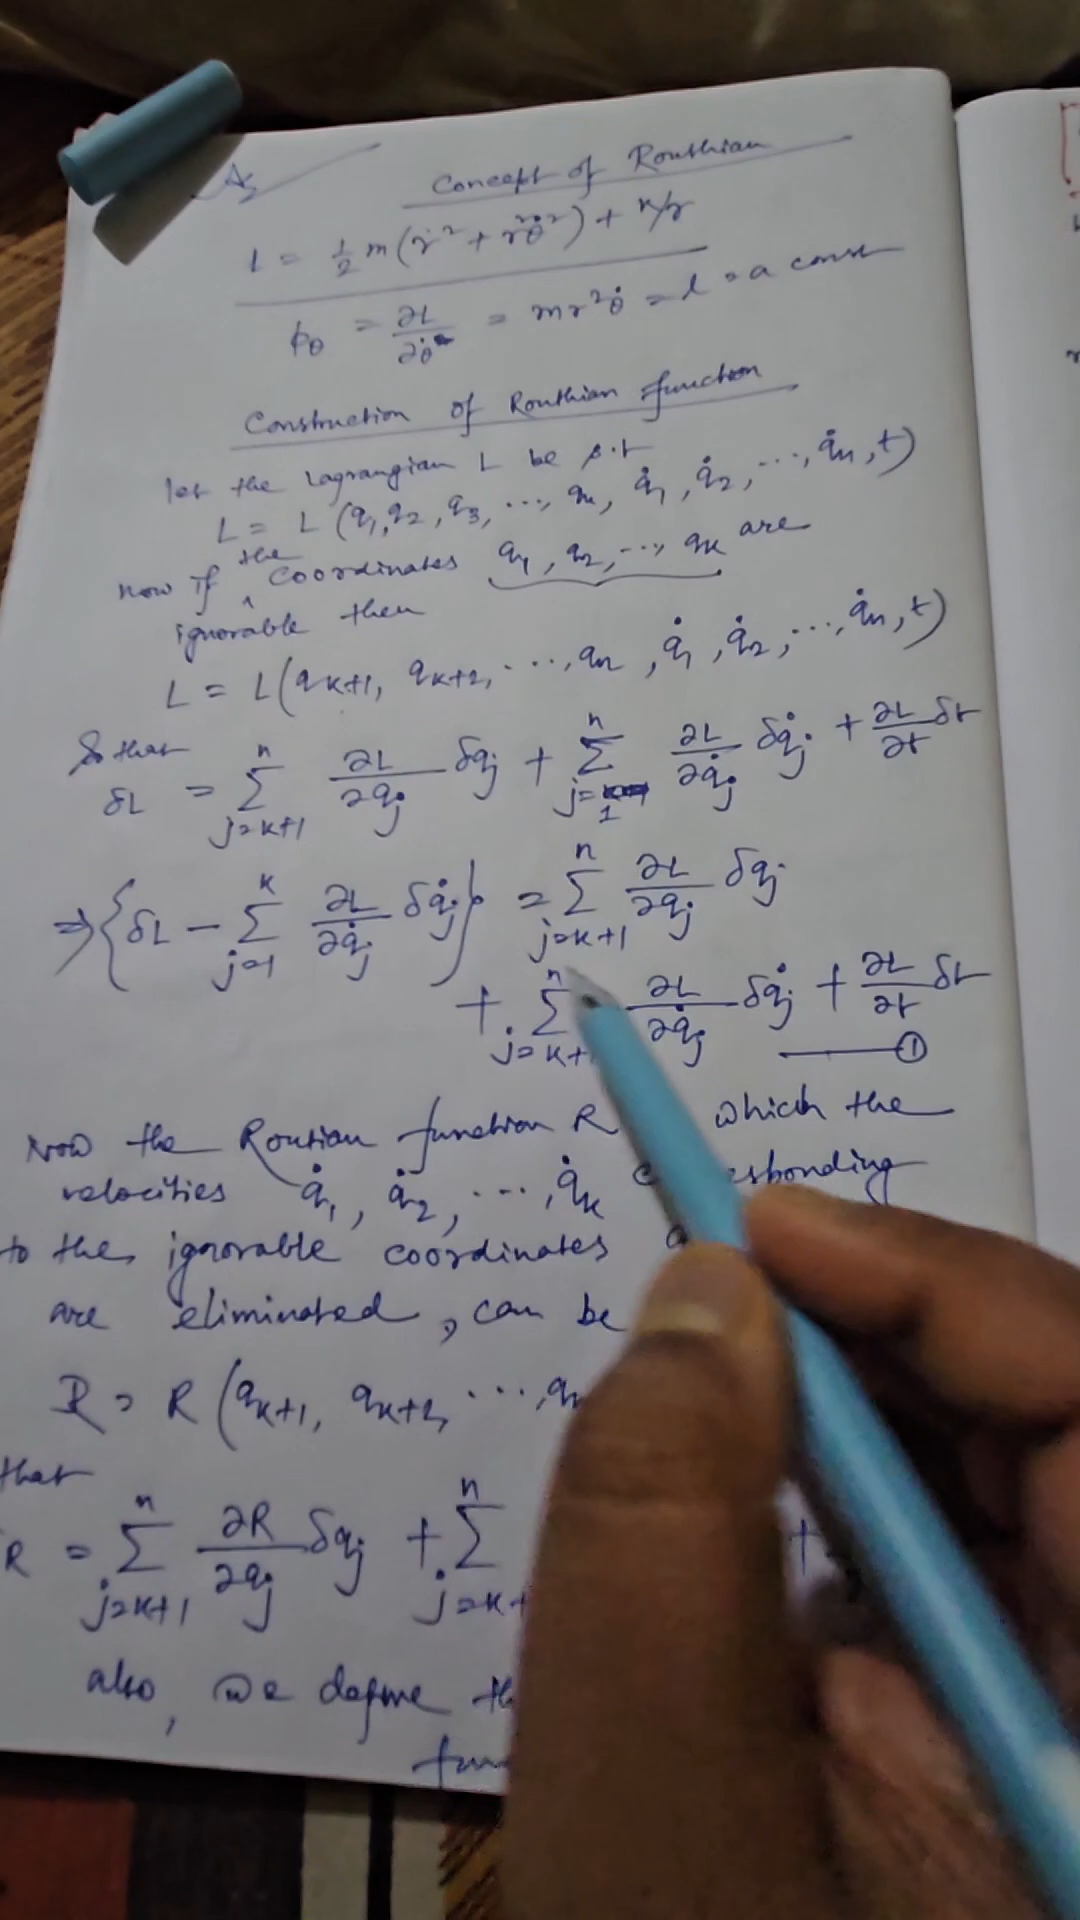 Concept of Routhian
L = 1/2 m(ṙ² + r²θ̇²) + k/r
pθ = ∂L/∂θ̇ = mr²θ̇ = l = a const
Construction of Routhian function
let the Lagrangian L be s.t
L = L (q1, q2, q3, ..., qn, q̇1, q̇2, ..., q̇n, t)
Now if the coordinates q1, q2, ..., qk are
ignorable then
L = L(qk+1, qk+2, ..., qn, q̇1, q̇2, ..., q̇n, t)
So that
δL = Σ_{j=k+1}^{n} ∂L/∂qj δqj + Σ_{j=1}^{n} ∂L/∂q̇j δq̇j + ∂L/∂t δt
⇒ {δL − Σ_{j=1}^{k} ∂L/∂q̇j δq̇j} = Σ_{j=k+1}^{n} ∂L/∂qj δqj
+ Σ_{j=k+1}^{n} ∂L/∂q̇j δq̇j + ∂L/∂t δt
①
Now the Routian function R which the
velocities q̇1, q̇2, ..., q̇k
to the ignorable coordinates
are eliminated, can be
R = R (qk+1, qk+2, ..., qn
that
R = Σ_{j=k+1}^{n} ∂R/∂qj δqj + Σ_{j=k+}^{n} +
also, we define